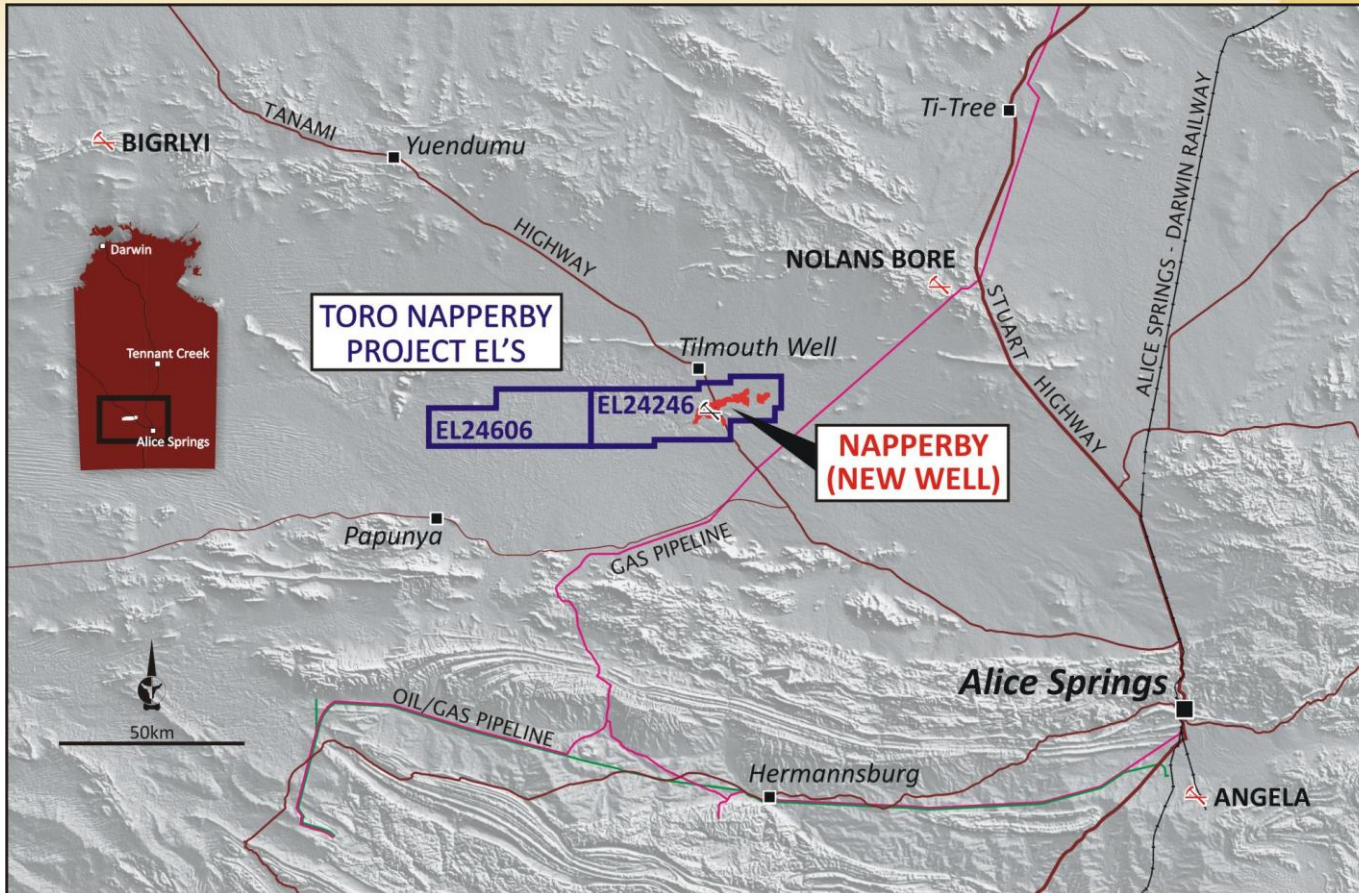 TANAMI
HIGHWAY
BIGRLYI
Yuendumu
Ti-Tree
ALICE SPRINGS - DARWIN RAILWAY
Darwin
Tennant Creek
Alice Springs
NOLANS BORE
STUART
HIGHWAY
TORO NAPPERBY
PROJECT EL'S
Tilmouth Well
EL24606
EL24246
NAPPERBY
(NEW WELL)
Papunya
GAS PIPELINE
50km
OIL/GAS PIPELINE
Alice Springs
Hermannsburg
ANGELA